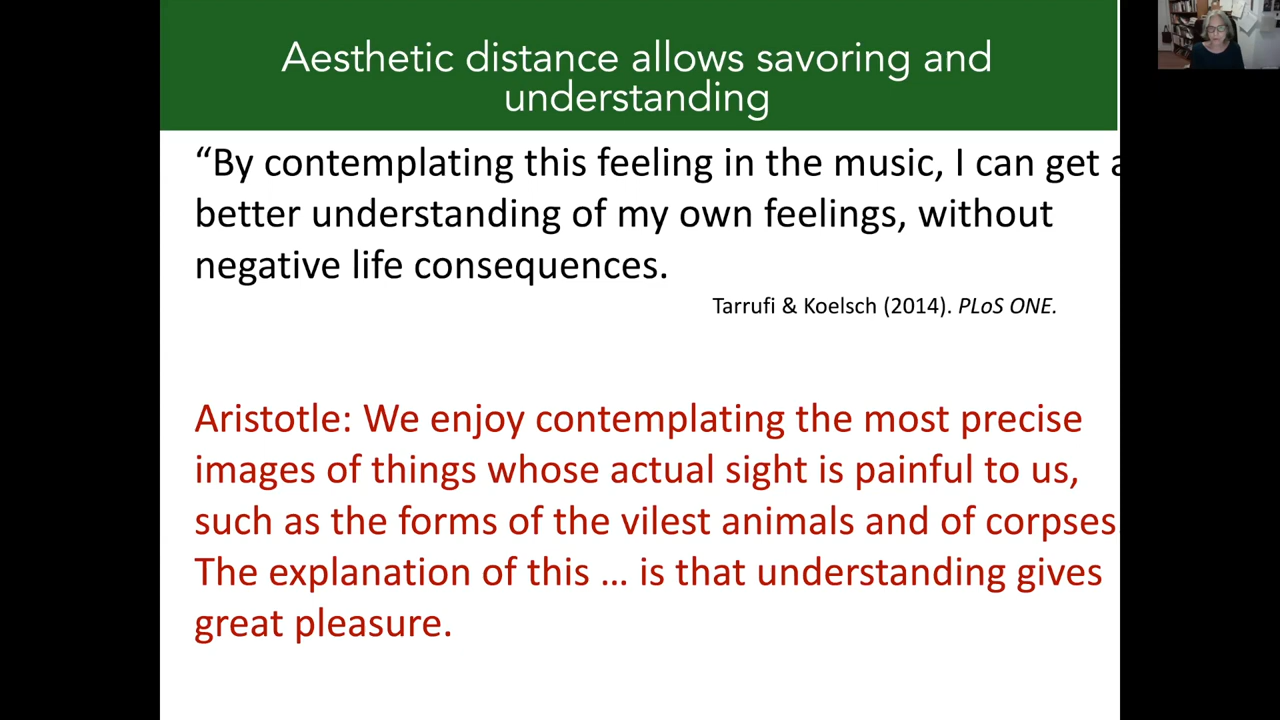 Aesthetic distance allows savoring and
understanding
“By contemplating this feeling in the music, I can get a
better understanding of my own feelings, without
negative life consequences.
Tarrufi & Koelsch (2014). PLoS ONE.
Aristotle: We enjoy contemplating the most precise
images of things whose actual sight is painful to us,
such as the forms of the vilest animals and of corpses
The explanation of this … is that understanding gives
great pleasure.